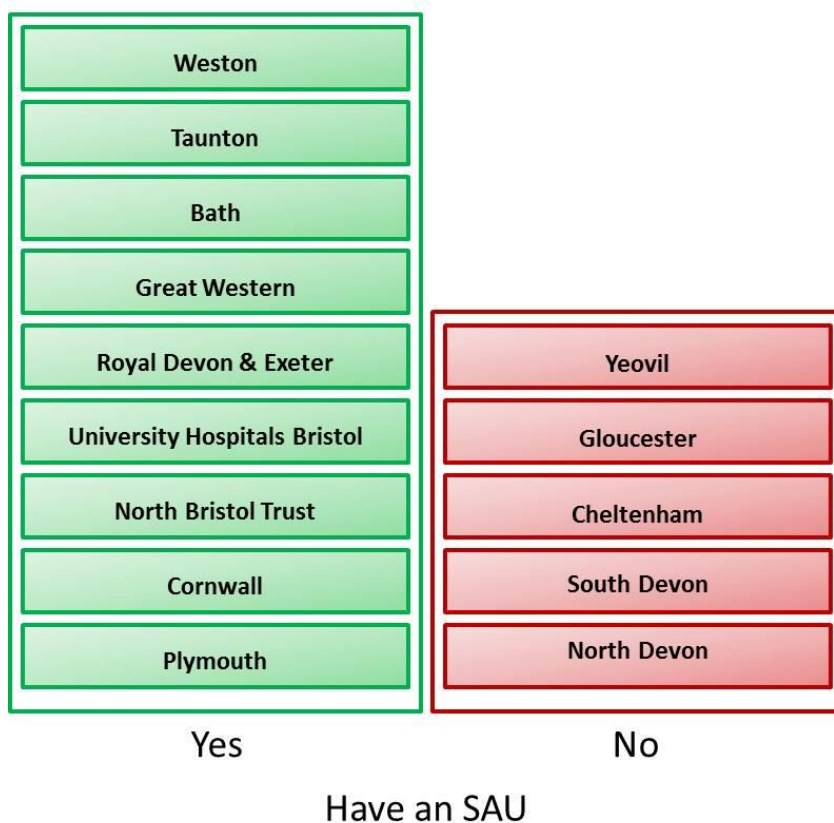 Weston
Taunton
Bath
Great Western
Royal Devon & Exeter
University Hospitals Bristol
North Bristol Trust
Cornwall
Plymouth
Yeovil
Gloucester
Cheltenham
South Devon
North Devon
Yes
No
Have an SAU